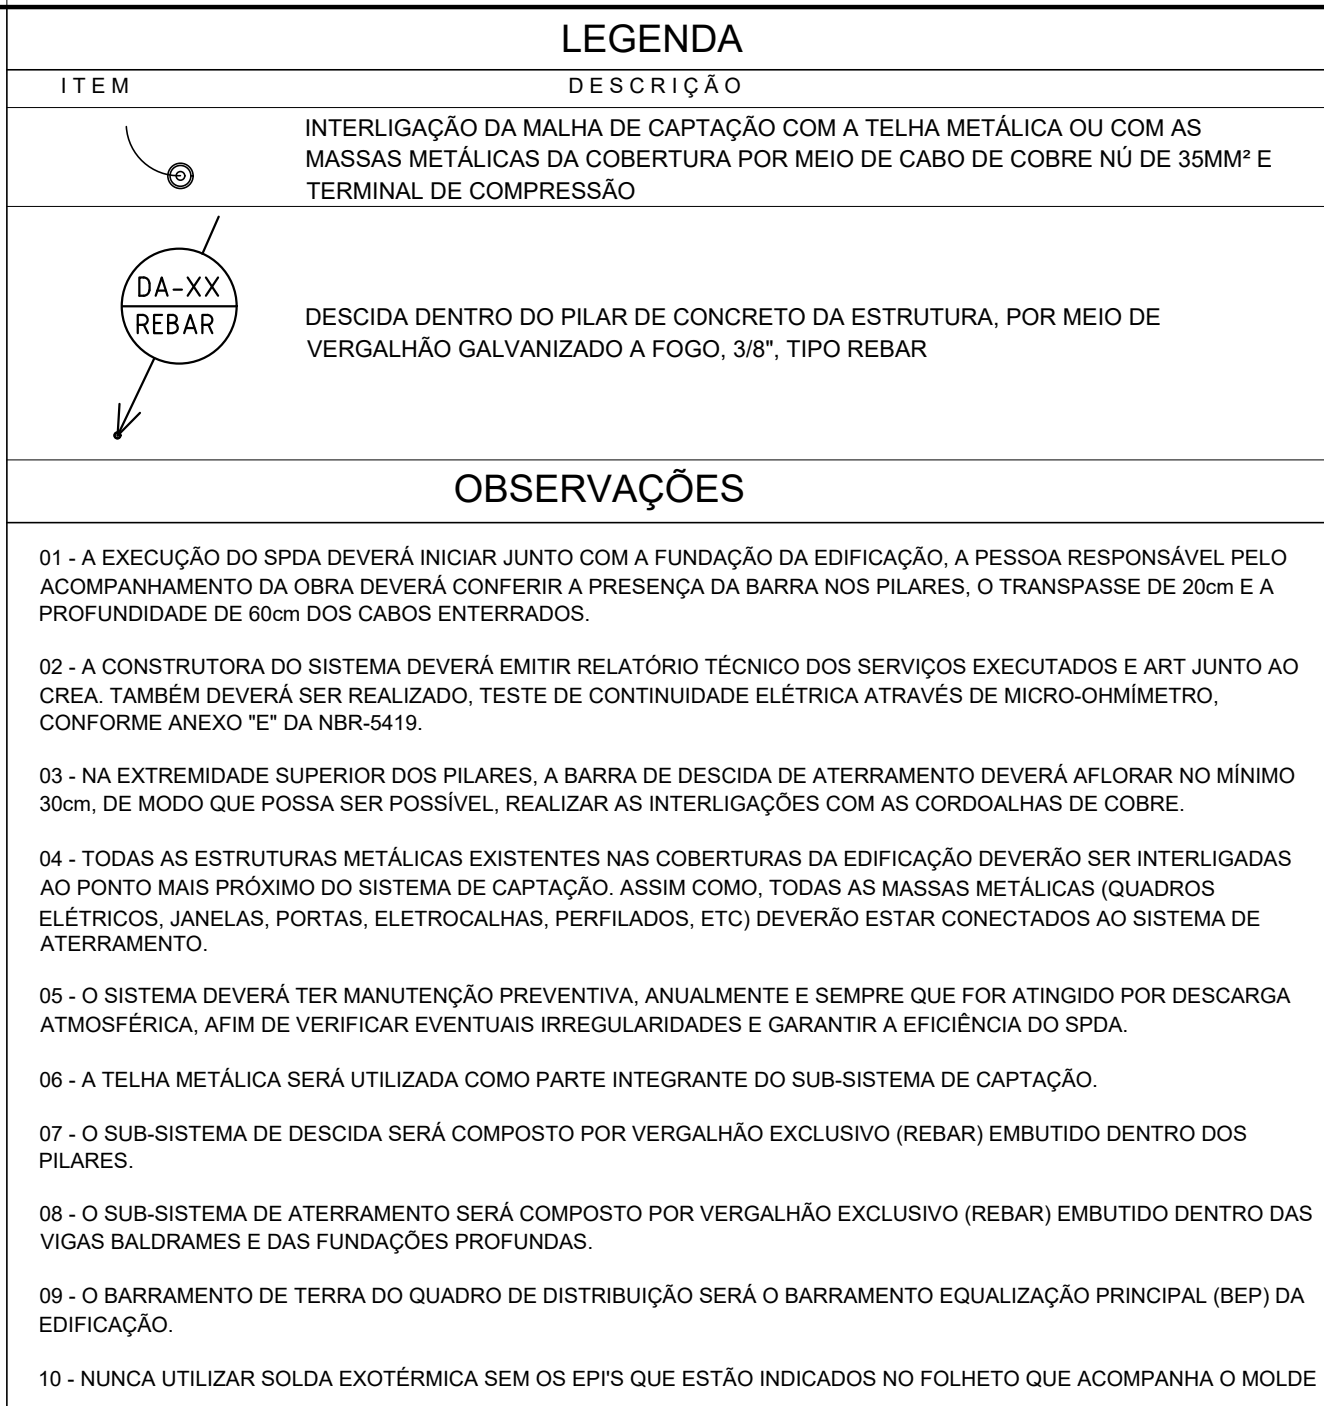 LEGENDA
ITEM DESCRIÇÃO
INTERLIGAÇÃO DA MALHA DE CAPTAÇÃO COM A TELHA METÁLICA OU COM AS
MASSAS METÁLICAS DA COBERTURA POR MEIO DE CABO DE COBRE NÚ DE 35MM² E
TERMINAL DE COMPRESSÃO
DA-XX
REBAR
DESCIDA DENTRO DO PILAR DE CONCRETO DA ESTRUTURA, POR MEIO DE
VERGALHÃO GALVANIZADO A FOGO, 3/8", TIPO REBAR
OBSERVAÇÕES
01 - A EXECUÇÃO DO SPDA DEVERÁ INICIAR JUNTO COM A FUNDAÇÃO DA EDIFICAÇÃO, A PESSOA RESPONSÁVEL PELO
ACOMPANHAMENTO DA OBRA DEVERÁ CONFERIR A PRESENÇA DA BARRA NOS PILARES, O TRANSPASSE DE 20cm E A
PROFUNDIDADE DE 60cm DOS CABOS ENTERRADOS.
02 - A CONSTRUTORA DO SISTEMA DEVERÁ EMITIR RELATÓRIO TÉCNICO DOS SERVIÇOS EXECUTADOS E ART JUNTO AO
CREA. TAMBÉM DEVERÁ SER REALIZADO, TESTE DE CONTINUIDADE ELÉTRICA ATRAVÉS DE MICRO-OHMÍMETRO,
CONFORME ANEXO "E" DA NBR-5419.
03 - NA EXTREMIDADE SUPERIOR DOS PILARES, A BARRA DE DESCIDA DE ATERRAMENTO DEVERÁ AFLORAR NO MÍNIMO
30cm, DE MODO QUE POSSA SER POSSÍVEL, REALIZAR AS INTERLIGAÇÕES COM AS CORDOALHAS DE COBRE.
04 - TODAS AS ESTRUTURAS METÁLICAS EXISTENTES NAS COBERTURAS DA EDIFICAÇÃO DEVERÃO SER INTERLIGADAS
AO PONTO MAIS PRÓXIMO DO SISTEMA DE CAPTAÇÃO. ASSIM COMO, TODAS AS MASSAS METÁLICAS (QUADROS
ELÉTRICOS, JANELAS, PORTAS, ELETROCALHAS, PERFILADOS, ETC) DEVERÃO ESTAR CONECTADOS AO SISTEMA DE
ATERRAMENTO.
05 - O SISTEMA DEVERÁ TER MANUTENÇÃO PREVENTIVA, ANUALMENTE E SEMPRE QUE FOR ATINGIDO POR DESCARGA
ATMOSFÉRICA, AFIM DE VERIFICAR EVENTUAIS IRREGULARIDADES E GARANTIR A EFICIÊNCIA DO SPDA.
06 - A TELHA METÁLICA SERÁ UTILIZADA COMO PARTE INTEGRANTE DO SUB-SISTEMA DE CAPTAÇÃO.
07 - O SUB-SISTEMA DE DESCIDA SERÁ COMPOSTO POR VERGALHÃO EXCLUSIVO (REBAR) EMBUTIDO DENTRO DOS
PILARES.
08 - O SUB-SISTEMA DE ATERRAMENTO SERÁ COMPOSTO POR VERGALHÃO EXCLUSIVO (REBAR) EMBUTIDO DENTRO DAS
VIGAS BALDRAMES E DAS FUNDAÇÕES PROFUNDAS.
09 - O BARRAMENTO DE TERRA DO QUADRO DE DISTRIBUIÇÃO SERÁ O BARRAMENTO EQUALIZAÇÃO PRINCIPAL (BEP) DA
EDIFICAÇÃO.
10 - NUNCA UTILIZAR SOLDA EXOTÉRMICA SEM OS EPI'S QUE ESTÃO INDICADOS NO FOLHETO QUE ACOMPANHA O MOLDE